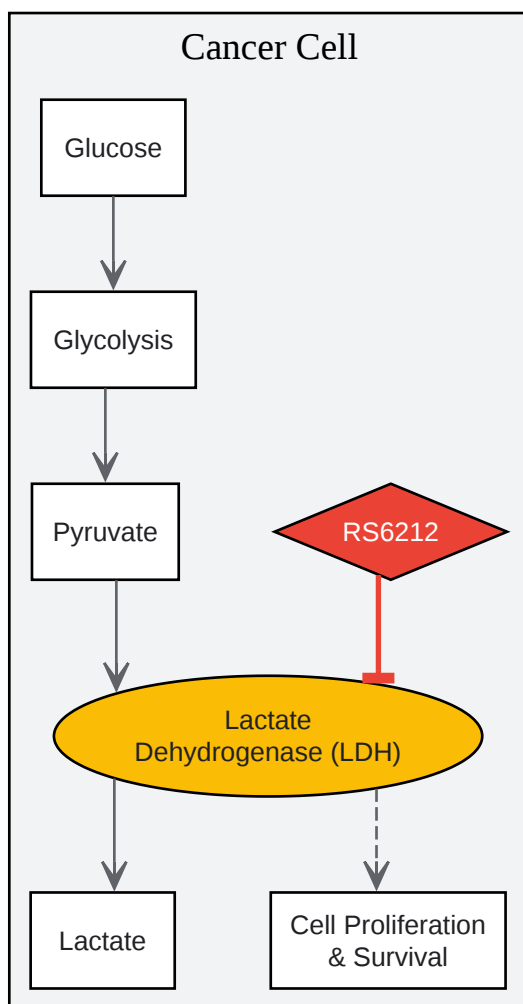 Cancer Cell
Glucose
Glycolysis
Pyruvate
RS6212
Lactate
Dehydrogenase (LDH)
Lactate
Cell Proliferation
& Survival